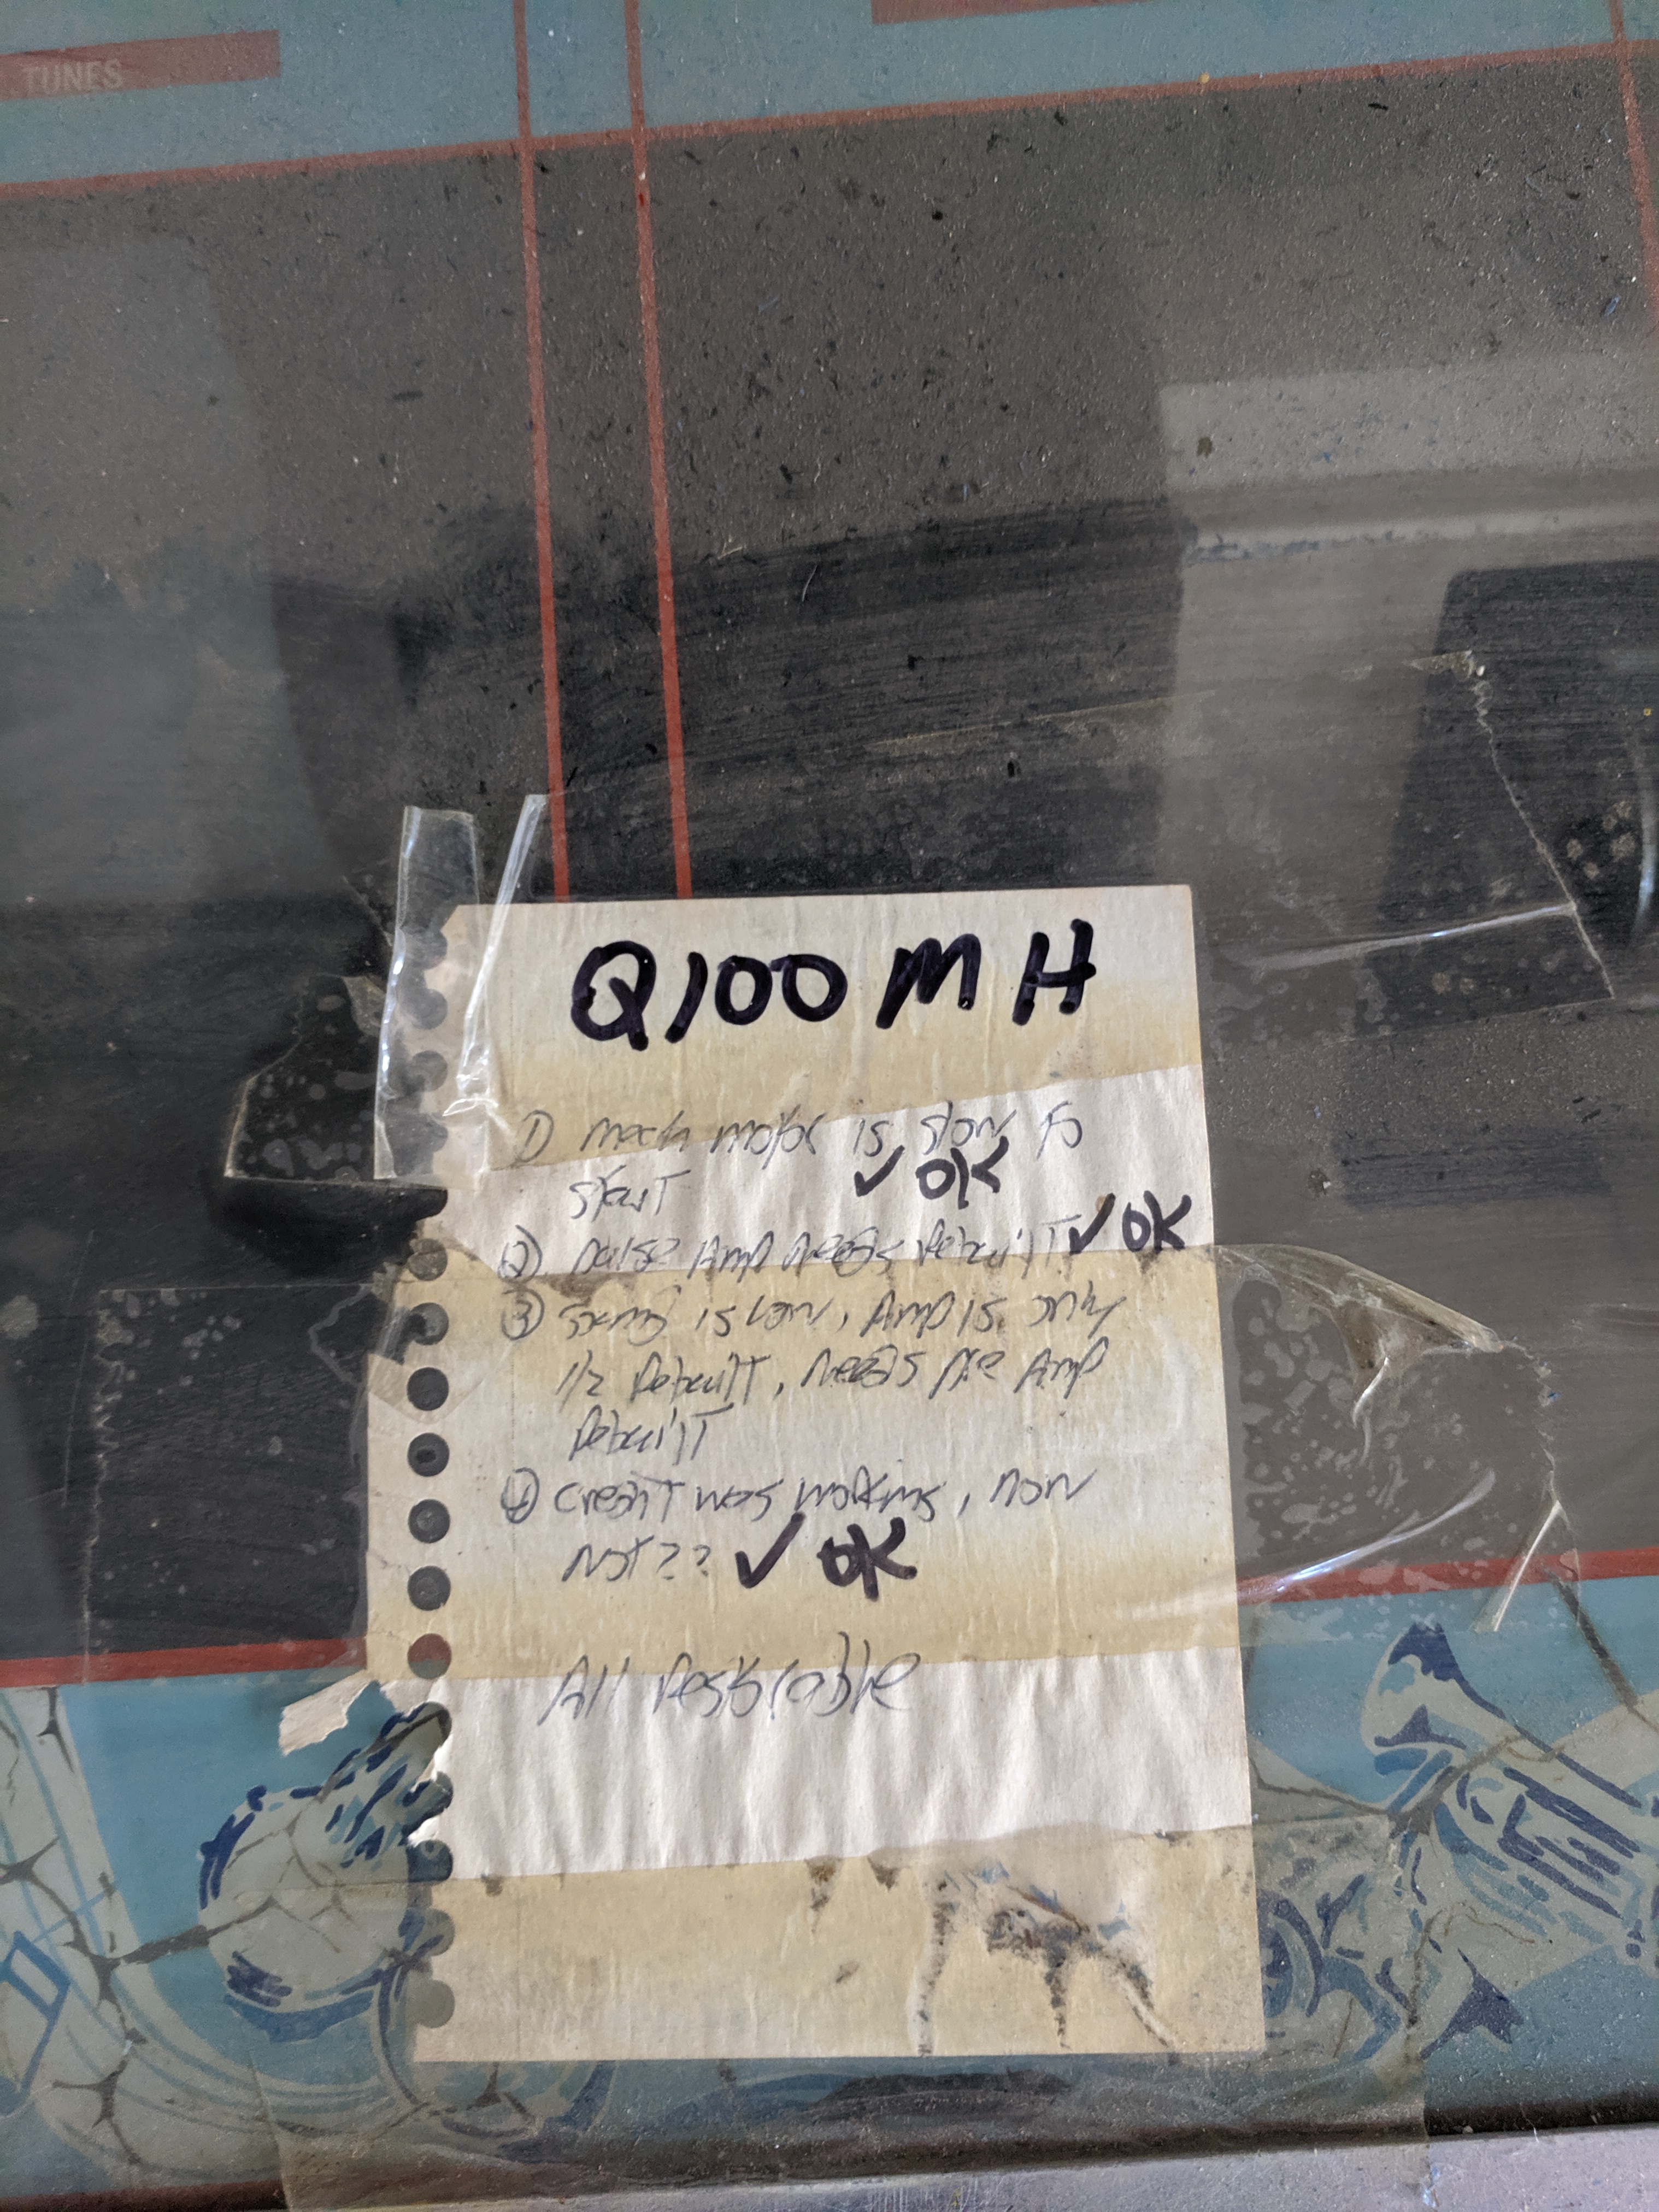 TUNES
Q100 MH
1) mech motor is slow to
start ✓ OK
2) pulse Amp needs Rebuilt ✓ OK
3) sound is low, Amp is only
1/2 Rebuilt, needs Pre Amp
Rebuilt
4) credit was working, now
not?? ✓ OK
All Restorable